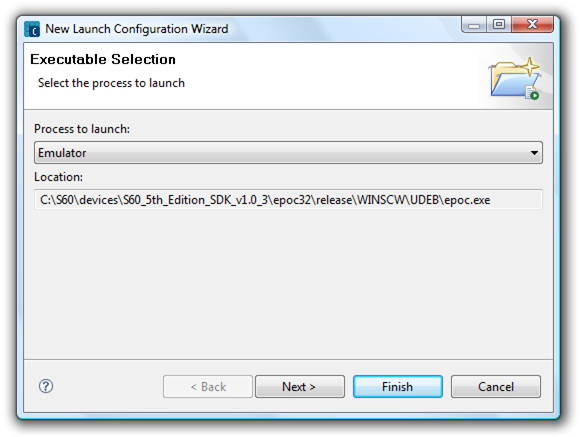 New Launch Configuration Wizard
Executable Selection
Select the process to launch
Process to launch:
Emulator
Location:
C:\S60\devices\S60_5th_Edition_SDK_v1.0_3\epoc32\release\WINSCW\UDEB\epoc.exe
< Back
Next >
Finish
Cancel